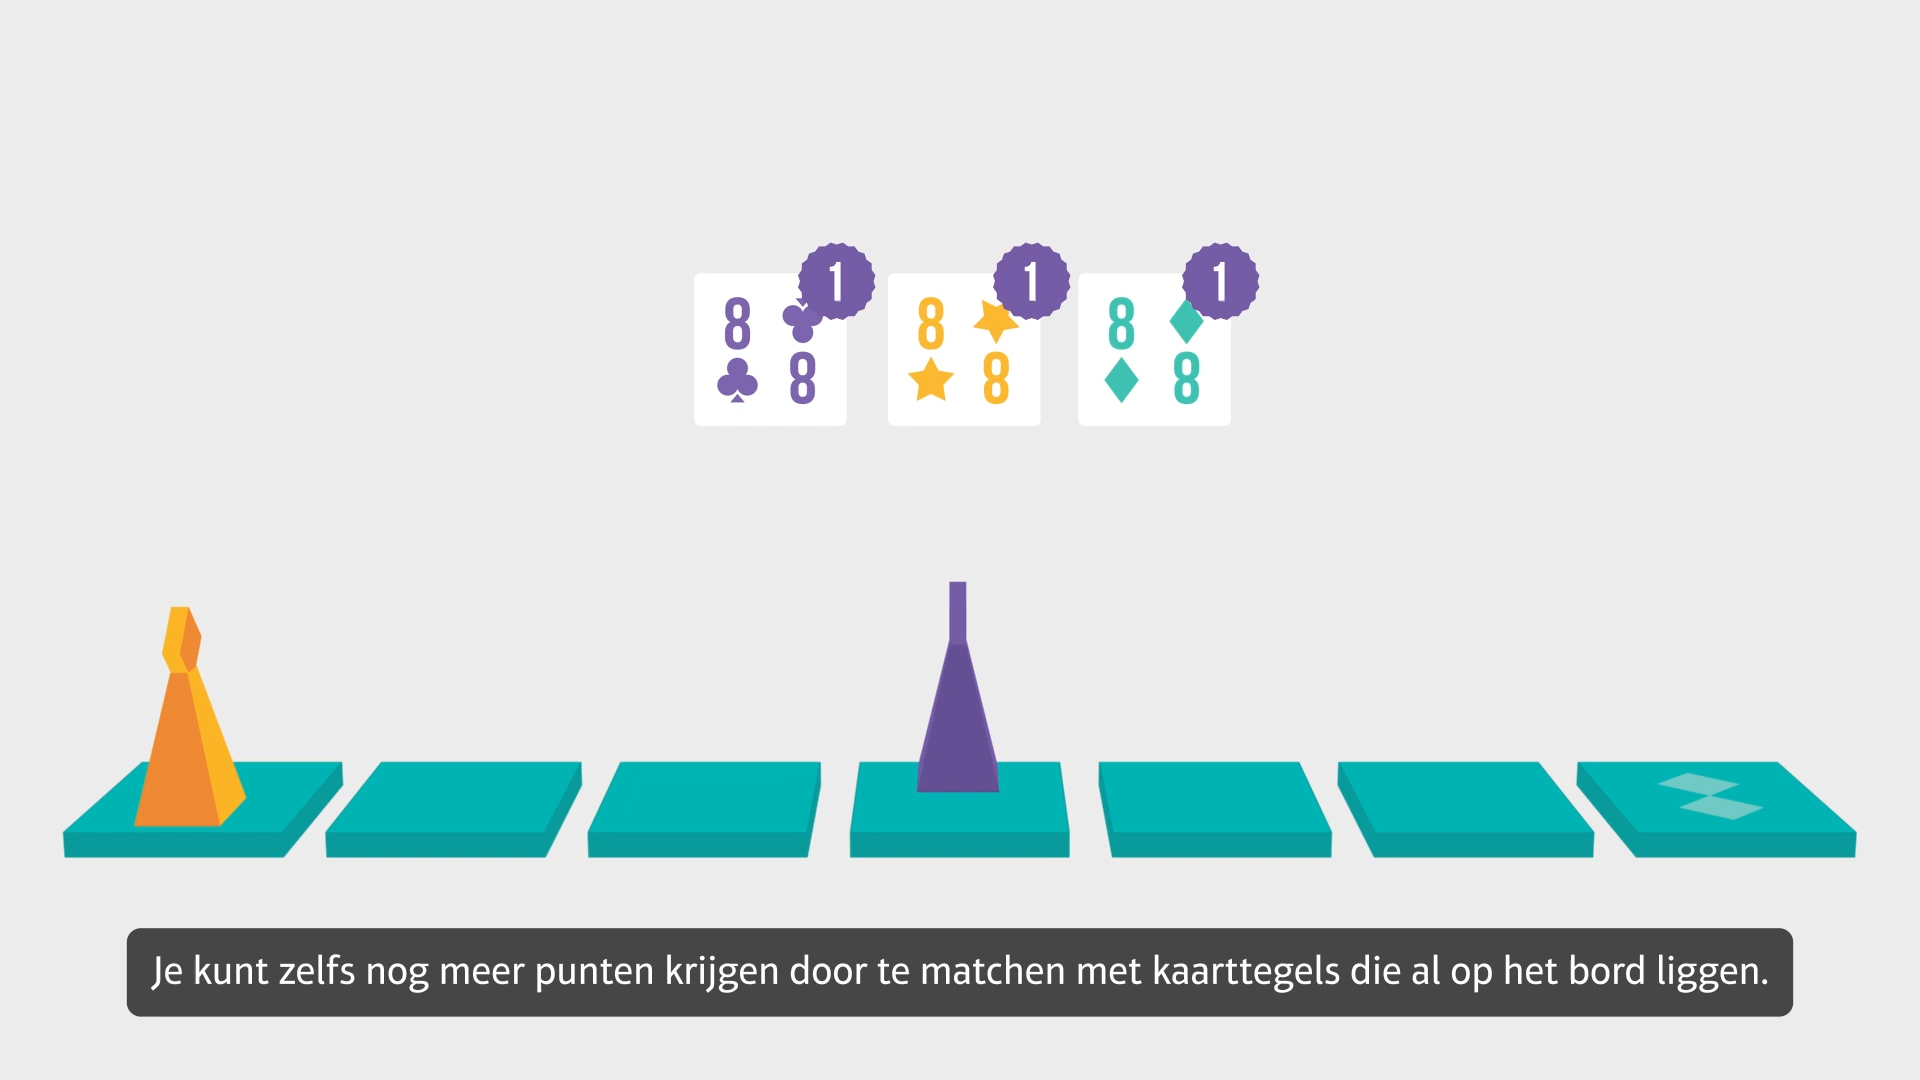 1 1 1
8 8 8
8 8 8
Je kunt zelfs nog meer punten krijgen door te matchen met kaarttegels die al op het bord liggen.